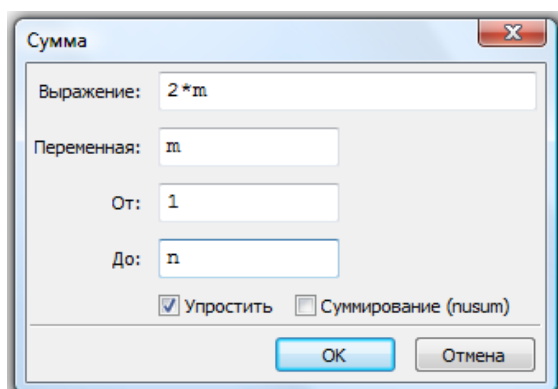 Сумма
Выражение: 2*m
Переменная: m
От: 1
До: n
Упростить Суммирование (nusum)
OK Отмена